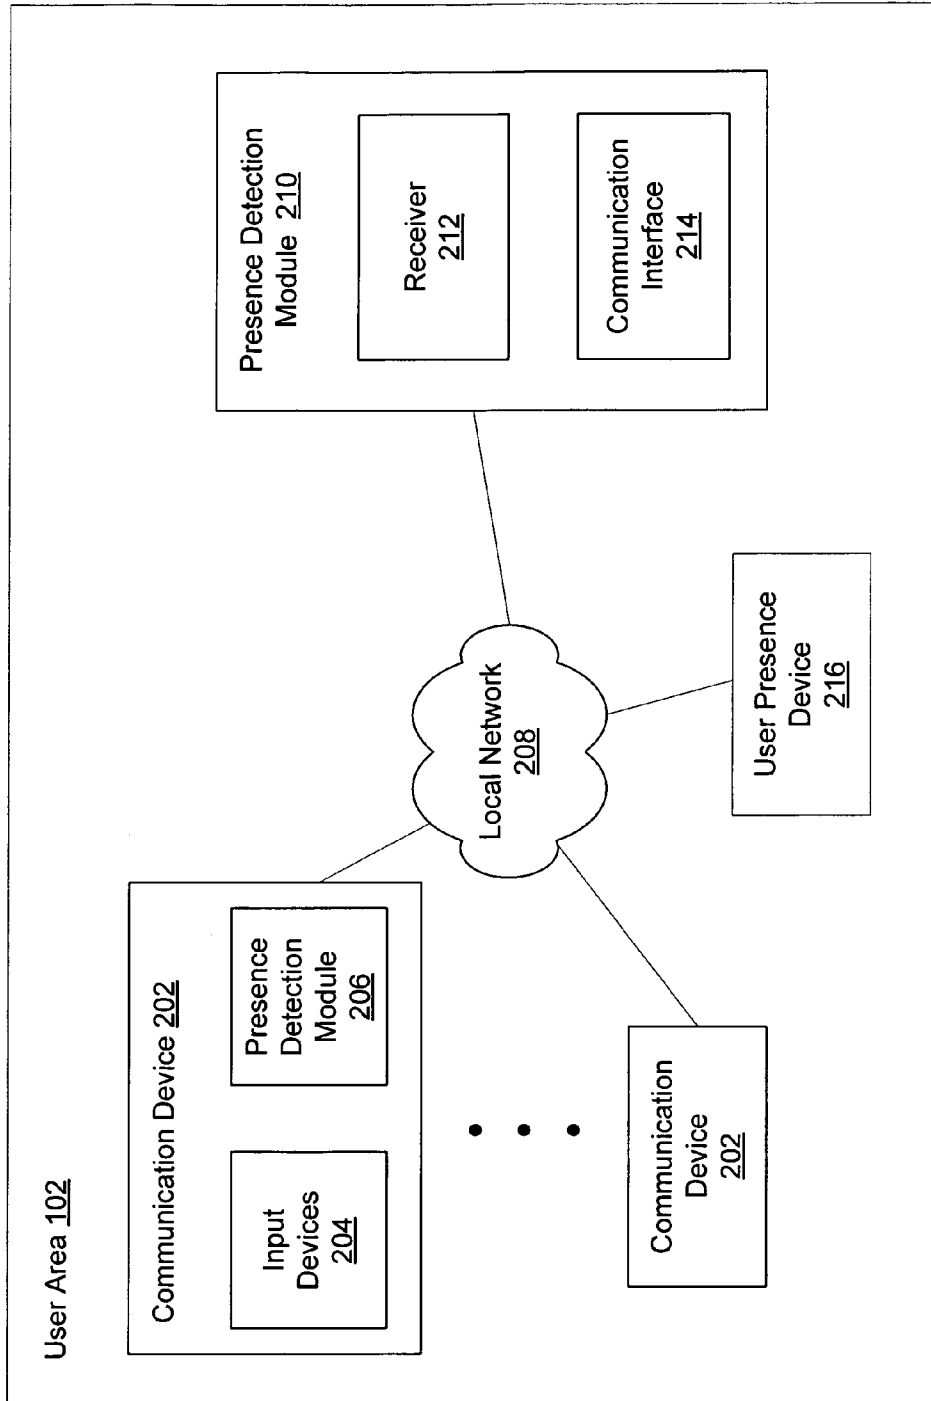 User Area 102
Communication Device 202
Input
Devices
204
Presence
Detection
Module
206
Communication
Device
202
Local Network
208
User Presence
Device
216
Presence Detection
Module 210
Receiver
212
Communication
Interface
214